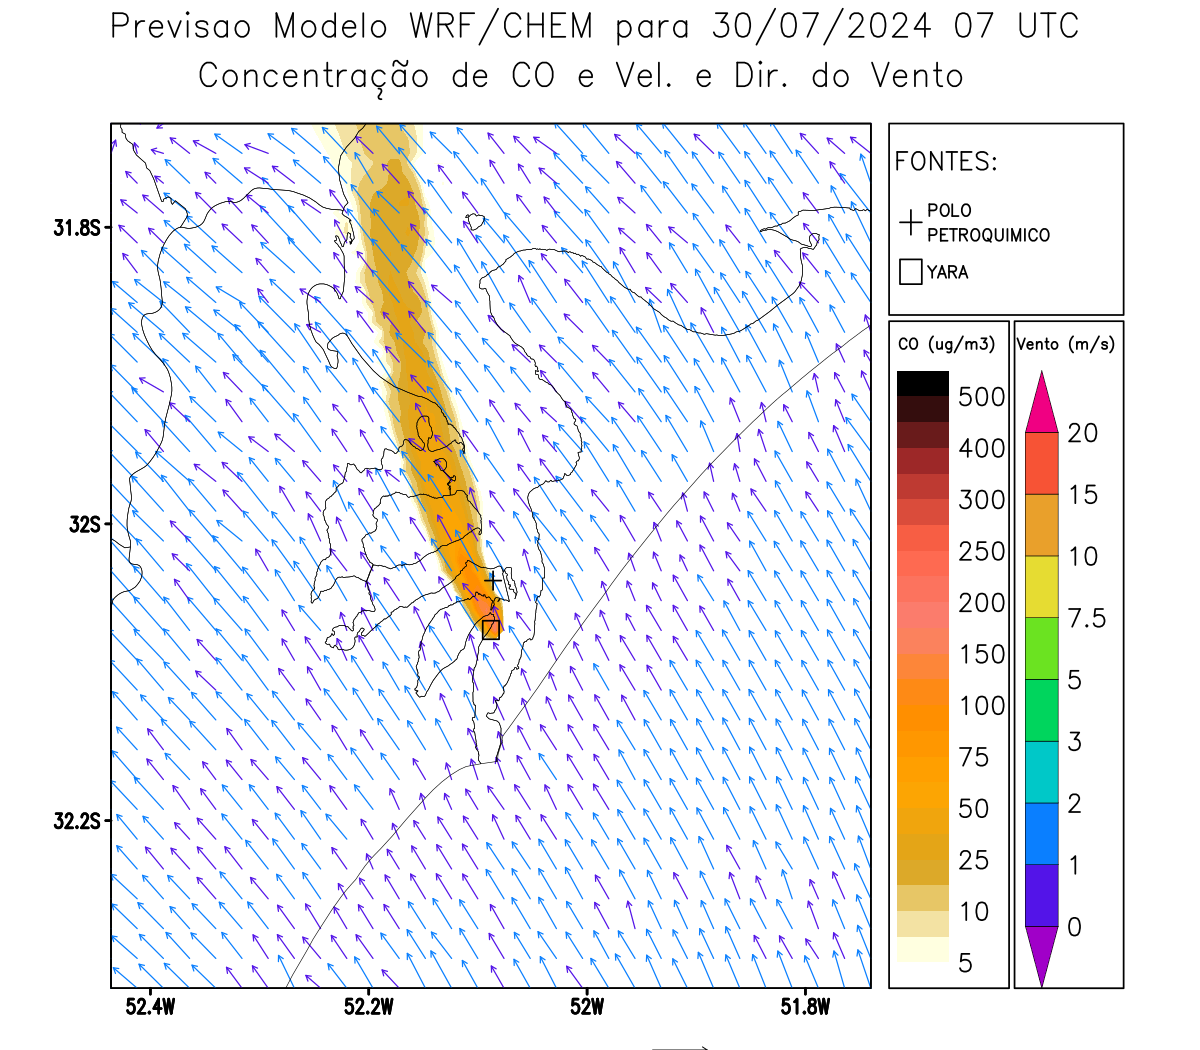 Previsao Modelo WRF/CHEM para 30/07/2024 07 UTC
Concentração de CO e Vel. e Dir. do Vento
FONTES:
POLO
PETROQUIMICO
YARA
CO (ug/m3)
500
400
300
250
200
150
100
75
50
25
10
5
Vento (m/s)
20
15
10
7.5
5
3
2
1
0
31.8S
32S
32.2S
52.4W
52.2W
52W
51.8W